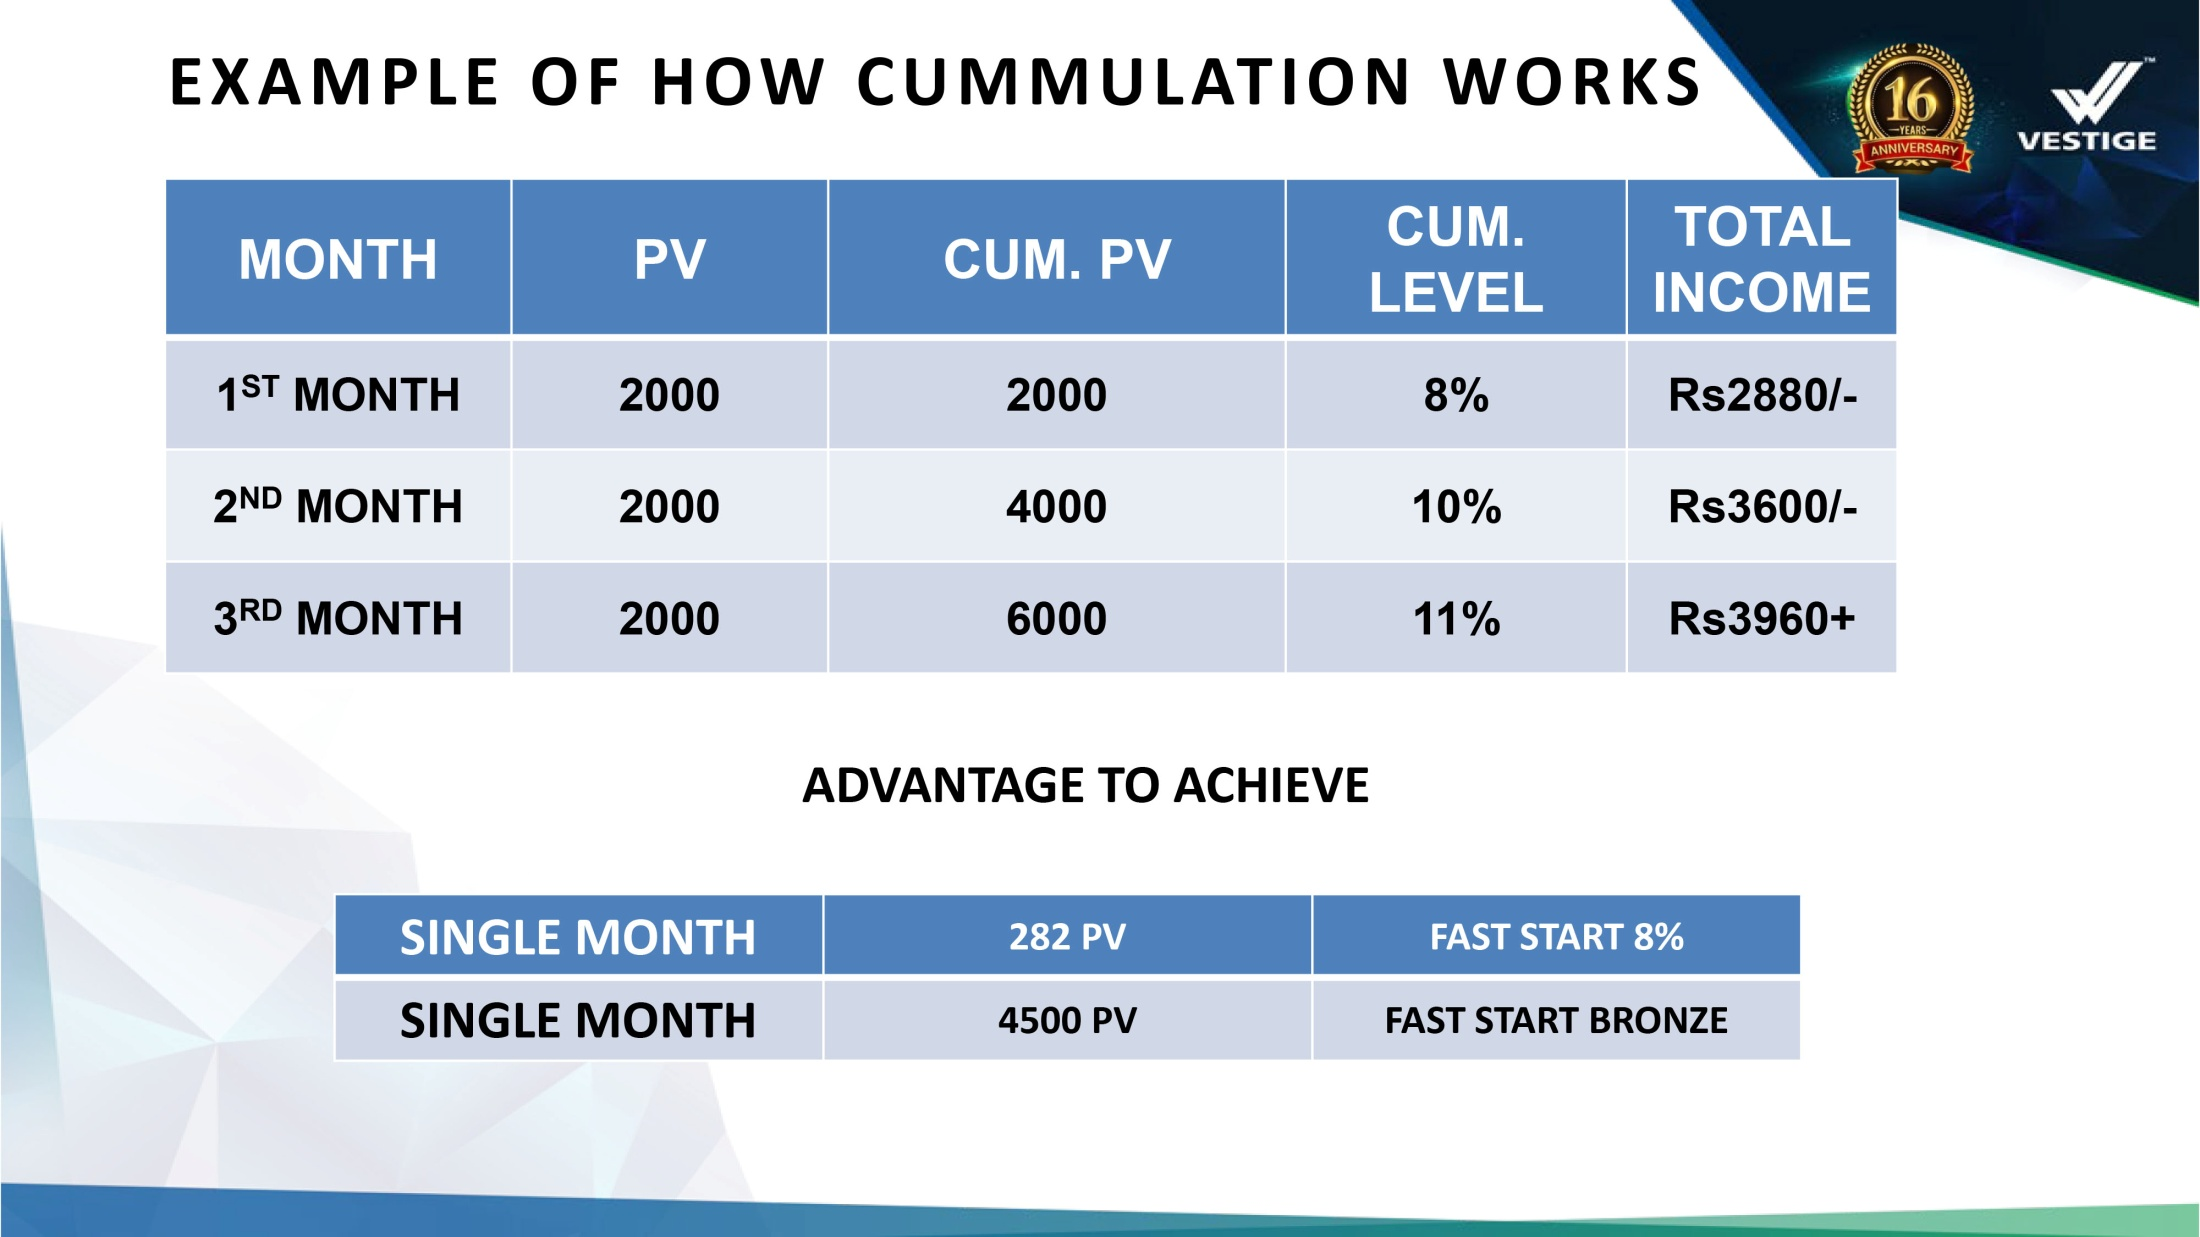 EXAMPLE OF HOW CUMMULATION WORKS
16
YEARS
ANNIVERSARY
VESTIGE™
MONTH PV CUM. PV CUM. LEVEL TOTAL INCOME
1ST MONTH 2000 2000 8% Rs2880/-
2ND MONTH 2000 4000 10% Rs3600/-
3RD MONTH 2000 6000 11% Rs3960+
ADVANTAGE TO ACHIEVE
SINGLE MONTH 282 PV FAST START 8%
SINGLE MONTH 4500 PV FAST START BRONZE